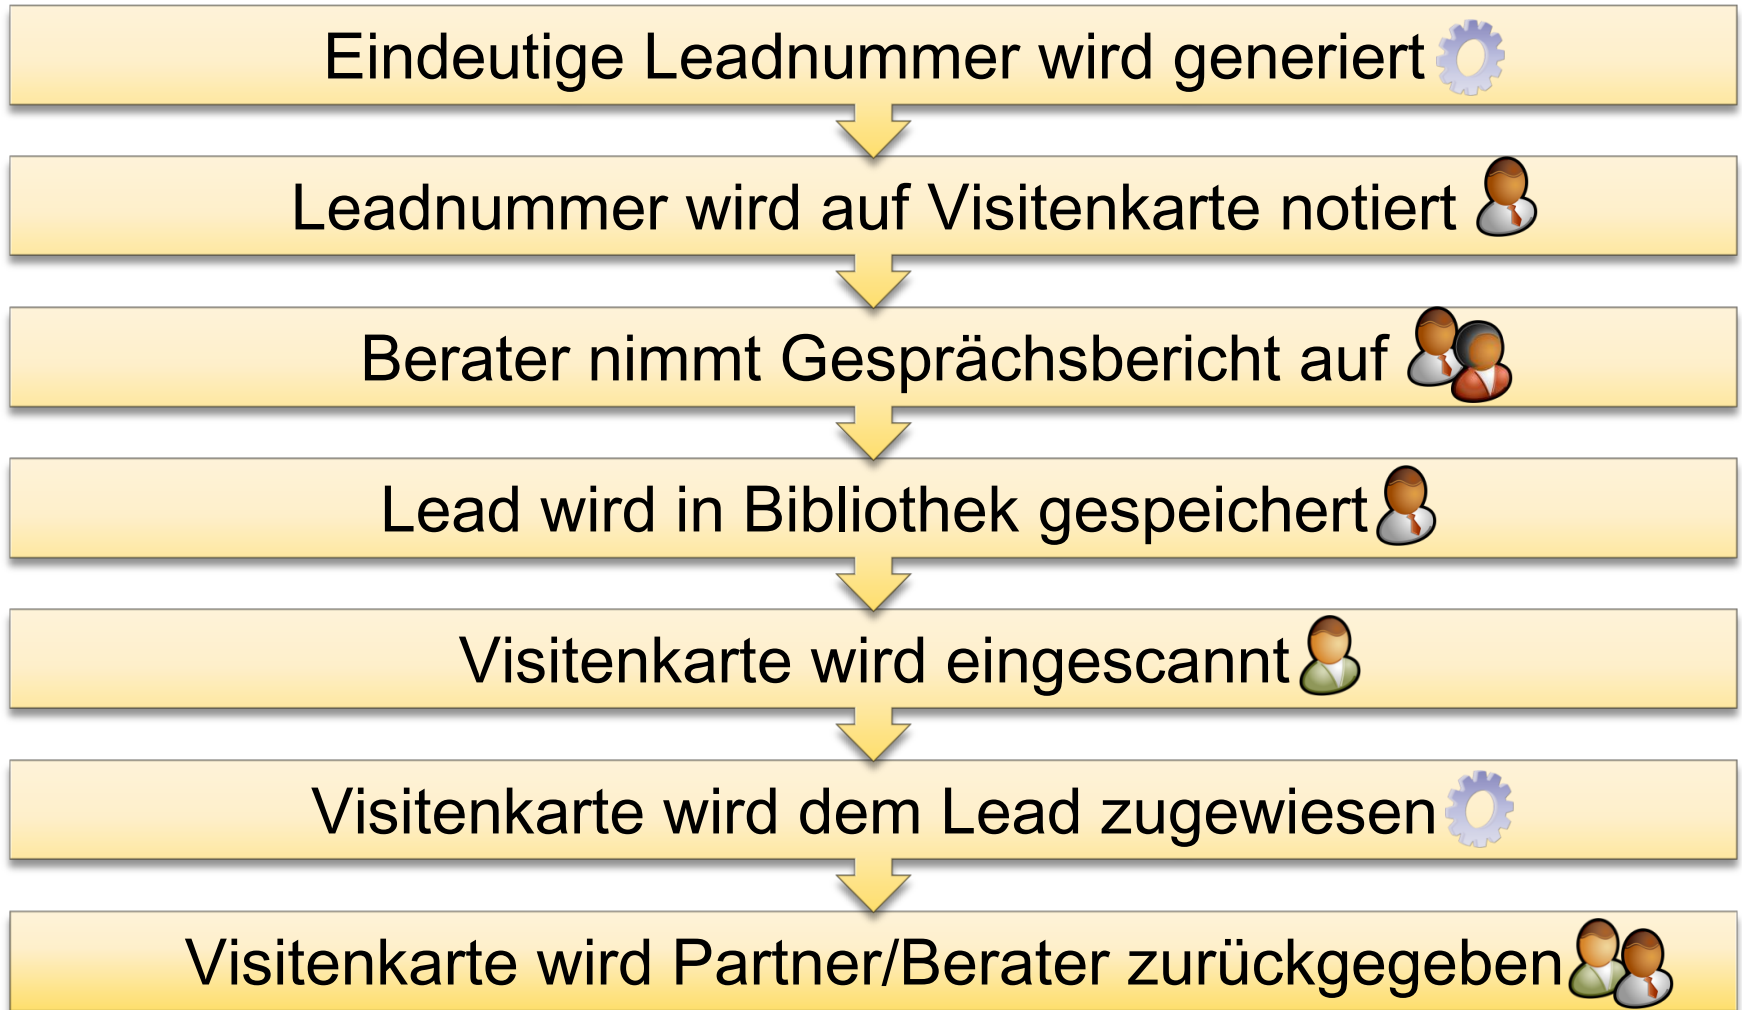 Eindeutige Leadnummer wird generiert
Leadnummer wird auf Visitenkarte notiert
Berater nimmt Gesprächsbericht auf
Lead wird in Bibliothek gespeichert
Visitenkarte wird eingescannt
Visitenkarte wird dem Lead zugewiesen
Visitenkarte wird Partner/Berater zurückgegeben